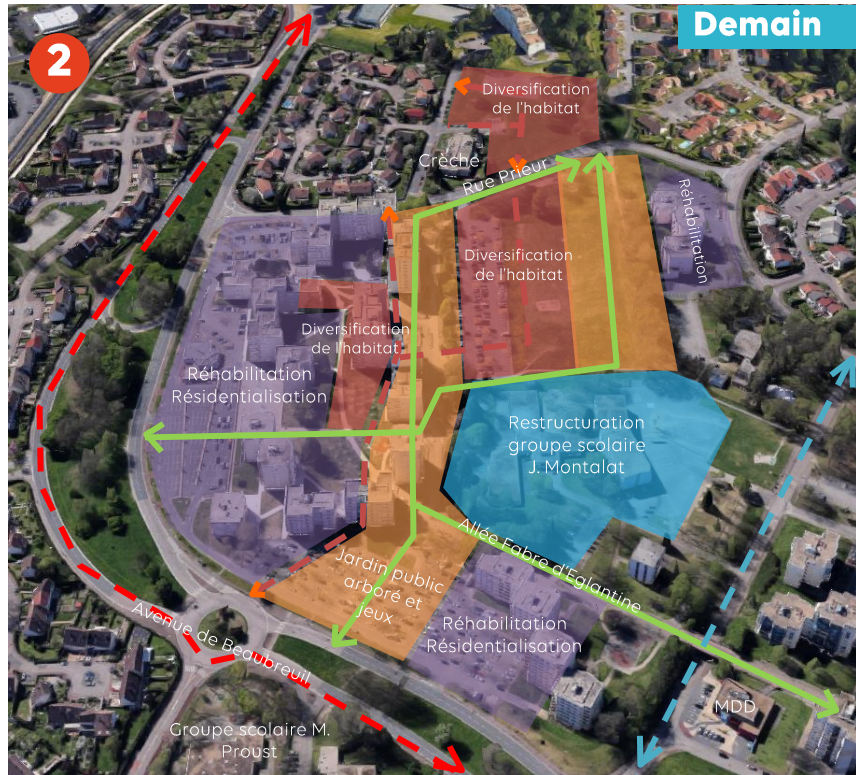 2
Demain
Diversification
de l'habitat
Crèche
Rue Prieur
Réhabilitation
Diversification
de l'habitat
Diversification
de l'habitat
Réhabilitation
Résidentialisation
Restructuration
groupe scolaire
J. Montalat
Allée Fabre d'Eglantine
Jardin public
arboré et
jeux
Avenue de Beaubreuil
Réhabilitation
Résidentialisation
MDD
Groupe scolaire M.
Proust